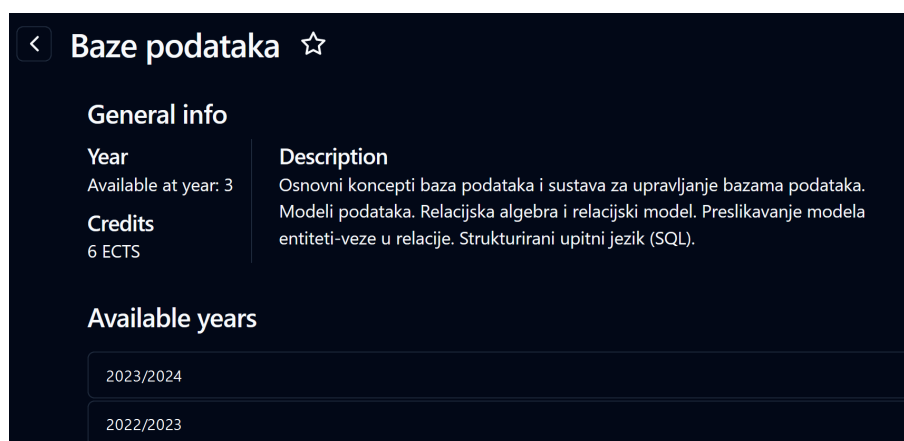 Baze podataka
General info
Year
Available at year: 3
Credits
6 ECTS
Description
Osnovni koncepti baza podataka i sustava za upravljanje bazama podataka.
Modeli podataka. Relacijska algebra i relacijski model. Preslikavanje modela
entiteti-veze u relacije. Strukturirani upitni jezik (SQL).
Available years
2023/2024
2022/2023